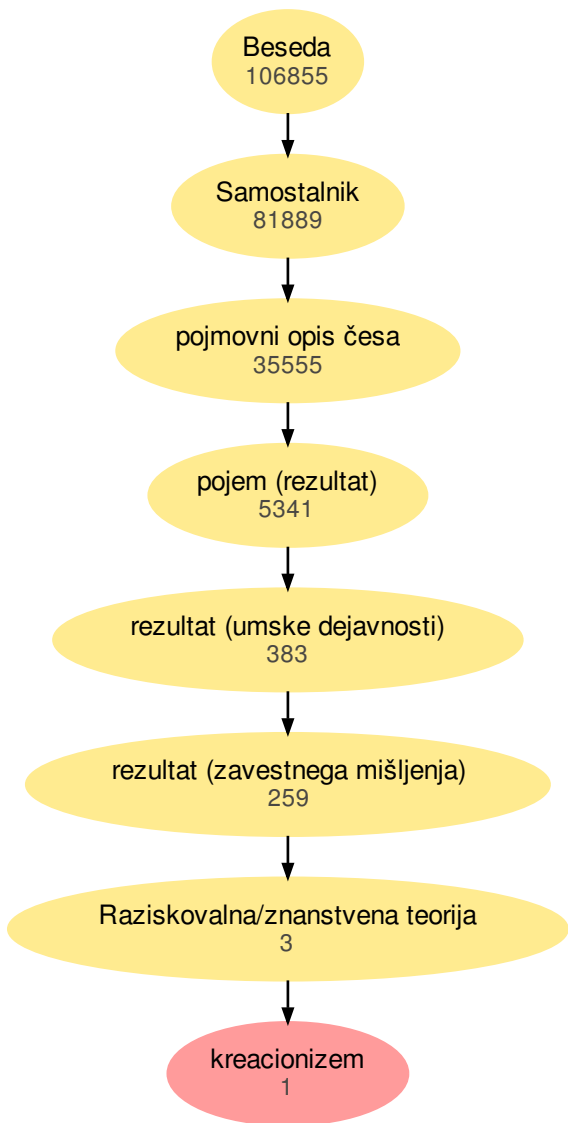 Beseda
106855
Samostalnik
81889
pojmovni opis česa
35555
pojem (rezultat)
5341
rezultat (umske dejavnosti)
383
rezultat (zavestnega mišljenja)
259
Raziskovalna/znanstvena teorija
3
kreacionizem
1